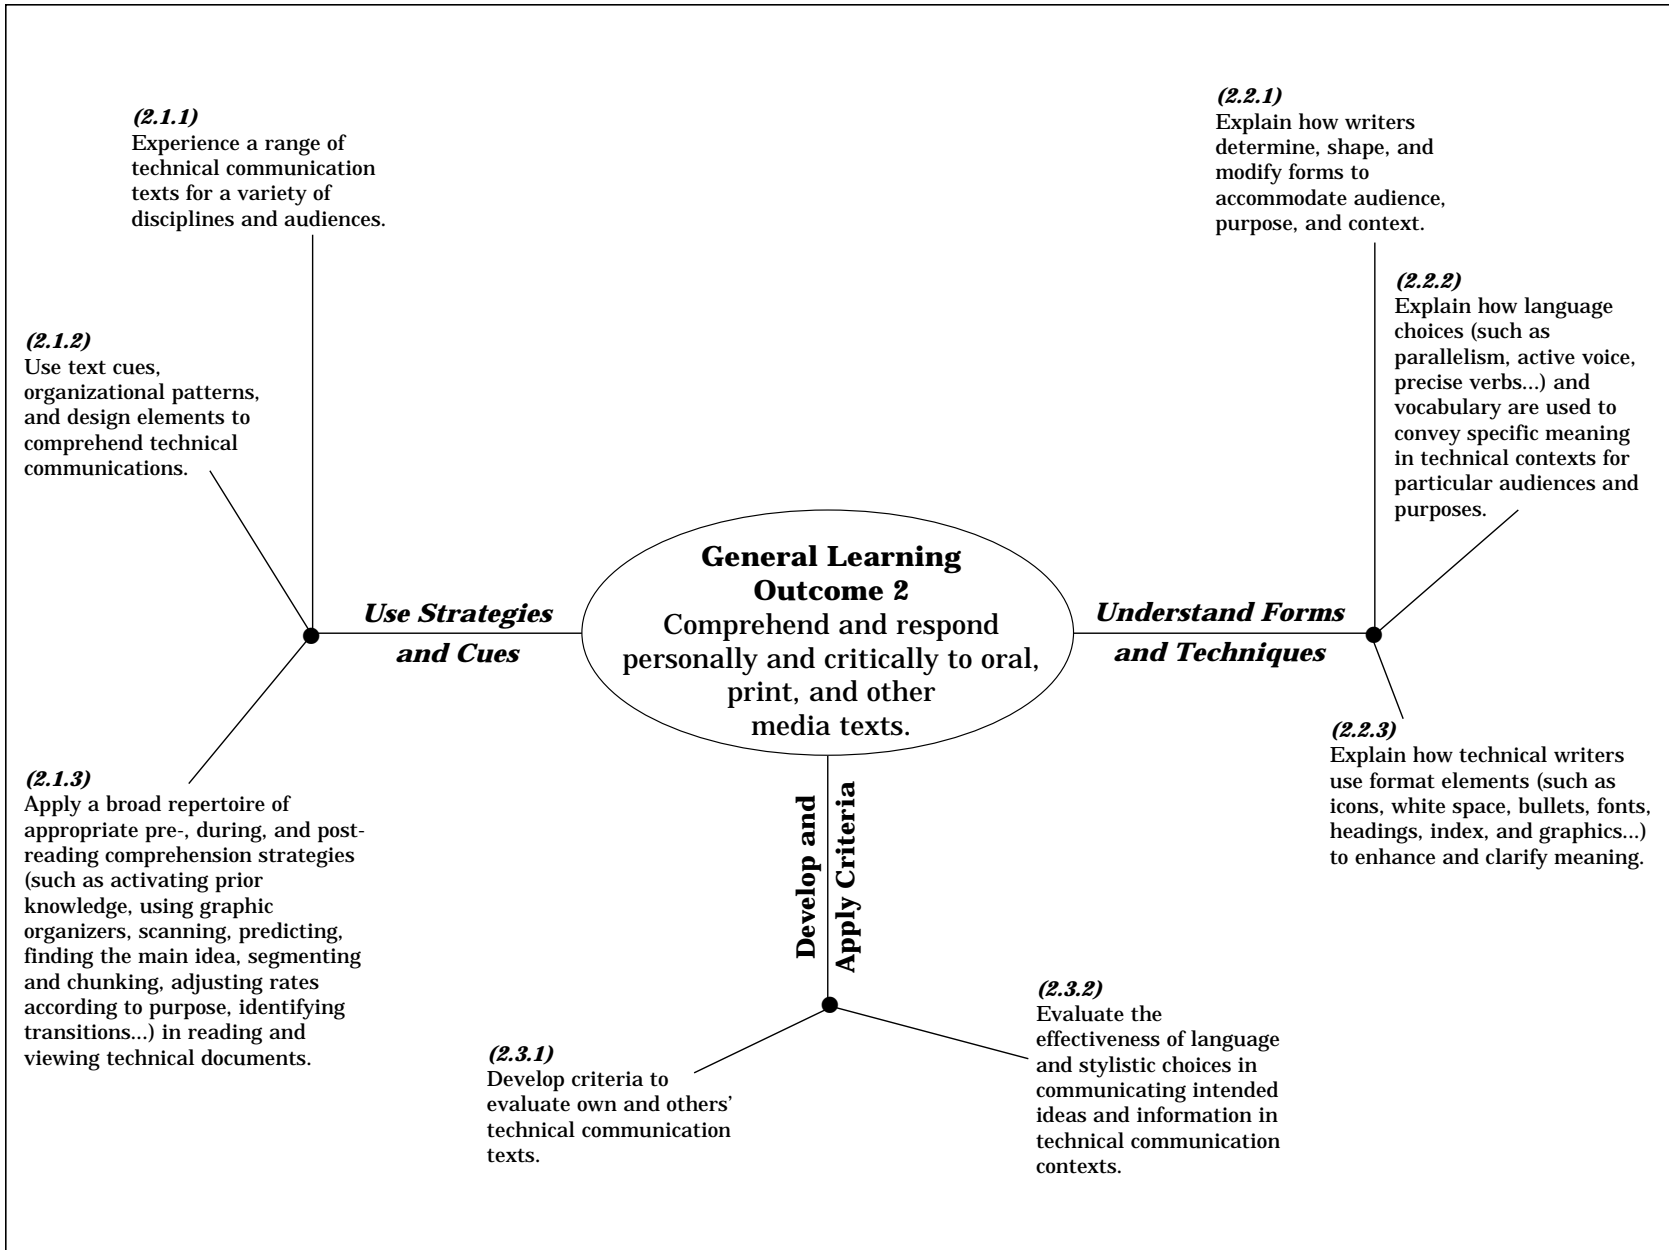 (2.1.1)
Experience a range of
technical communication
texts for a variety of
disciplines and audiences.
(2.1.2)
Use text cues,
organizational patterns,
and design elements to
comprehend technical
communications.
Use Strategies
and Cues
(2.1.3)
Apply a broad repertoire of
appropriate pre-, during, and post-
reading comprehension strategies
(such as activating prior
knowledge, using graphic
organizers, scanning, predicting,
finding the main idea, segmenting
and chunking, adjusting rates
according to purpose, identifying
transitions...) in reading and
viewing technical documents.
General Learning
Outcome 2
Comprehend and respond
personally and critically to oral,
print, and other
media texts.
Develop and
Apply Criteria
(2.3.1)
Develop criteria to
evaluate own and others’
technical communication
texts.
(2.3.2)
Evaluate the
effectiveness of language
and stylistic choices in
communicating intended
ideas and information in
technical communication
contexts.
Understand Forms
and Techniques
(2.2.1)
Explain how writers
determine, shape, and
modify forms to
accommodate audience,
purpose, and context.
(2.2.2)
Explain how language
choices (such as
parallelism, active voice,
precise verbs...) and
vocabulary are used to
convey specific meaning
in technical contexts for
particular audiences and
purposes.
(2.2.3)
Explain how technical writers
use format elements (such as
icons, white space, bullets, fonts,
headings, index, and graphics...)
to enhance and clarify meaning.